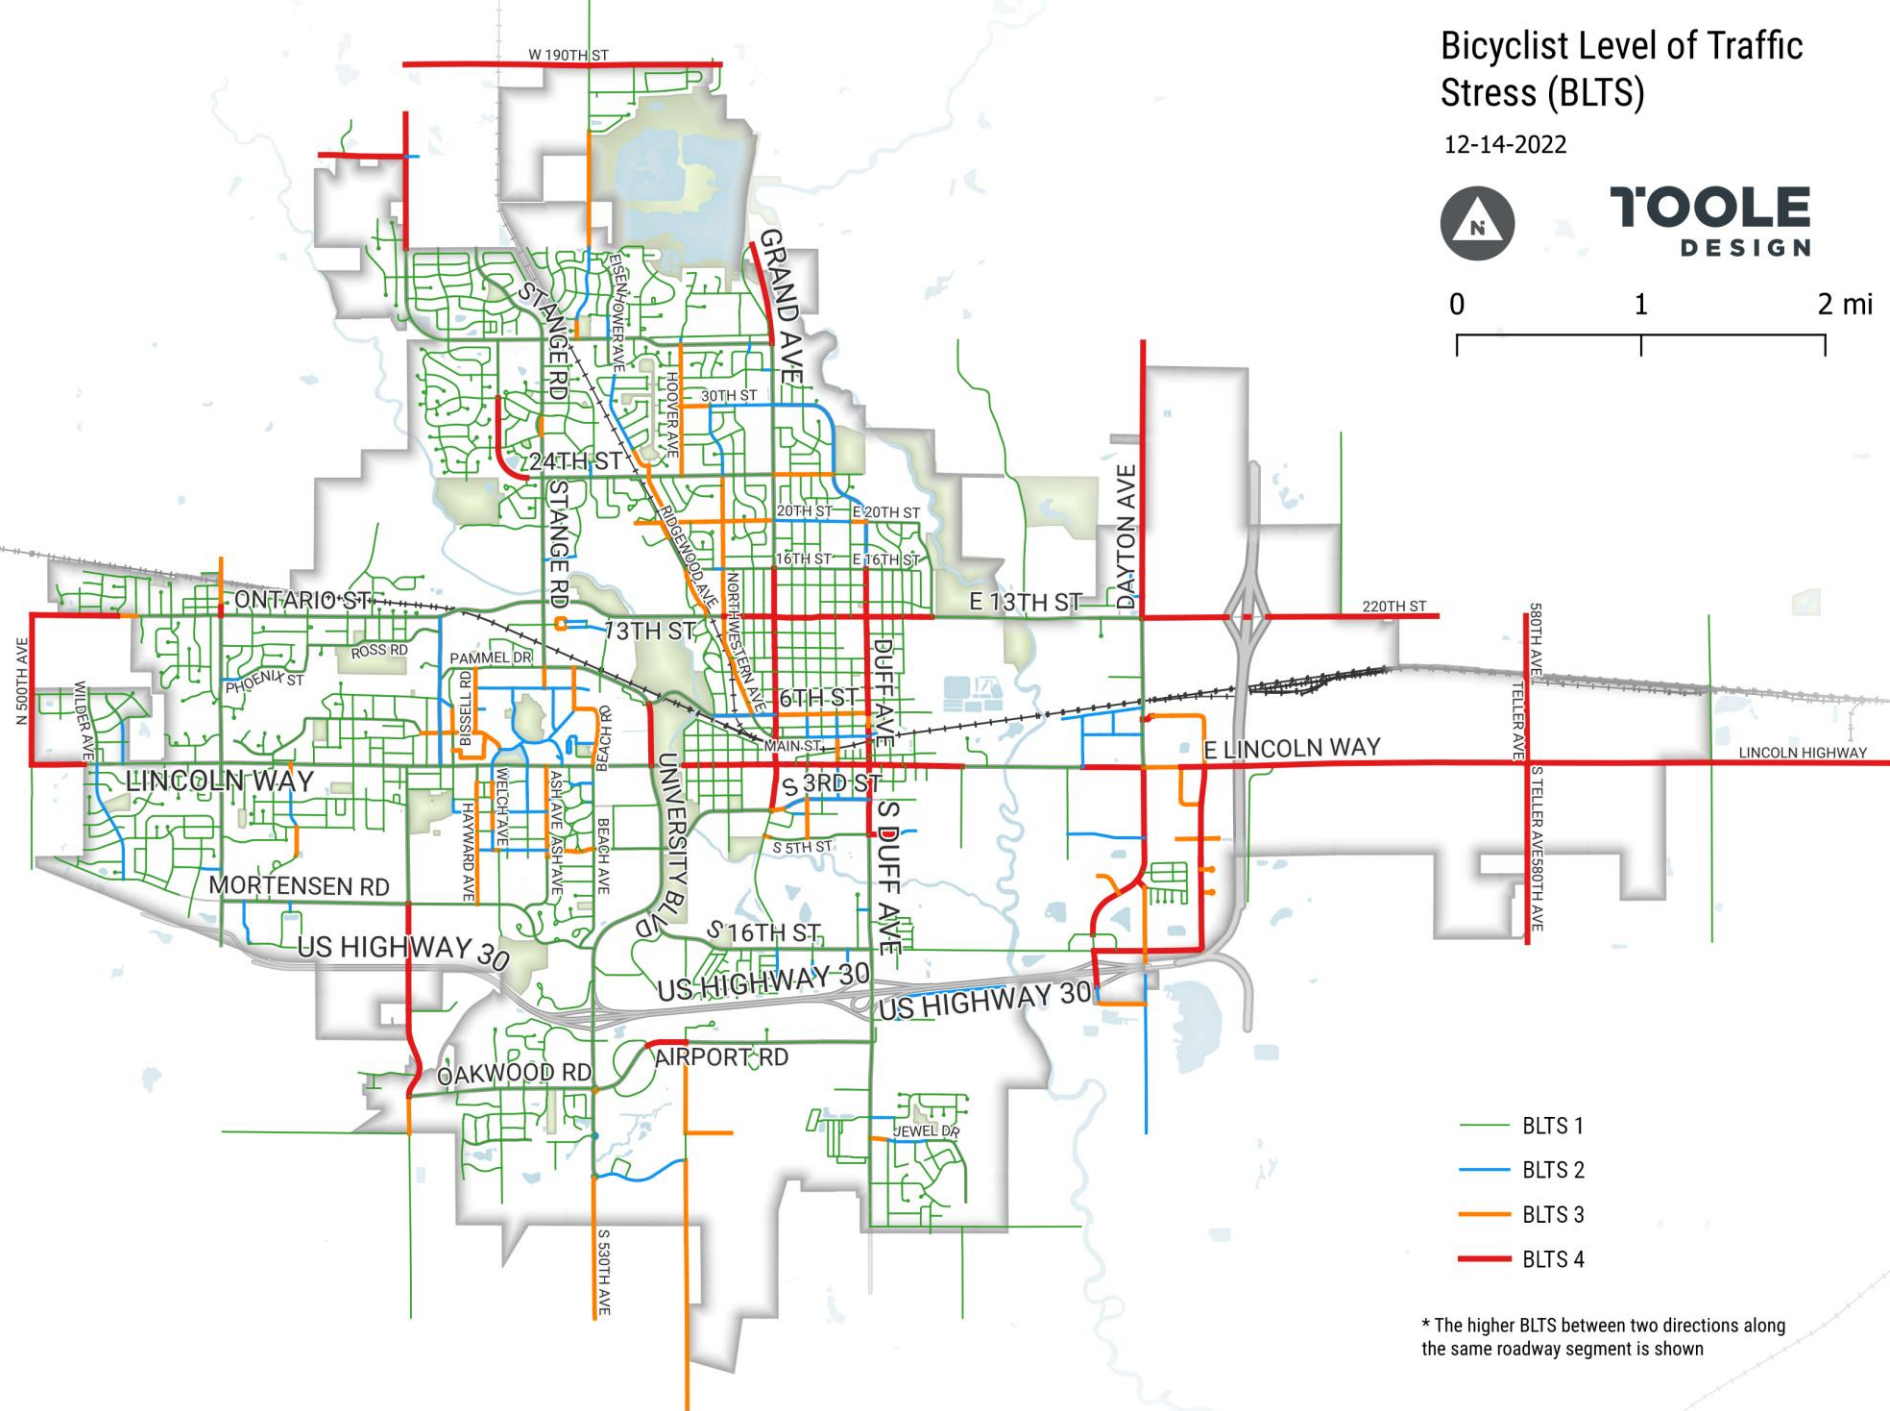 Bicyclist Level of Traffic
Stress (BLTS)
12-14-2022
N
TOOLE
DESIGN
0 1 2 mi
W 190TH ST
GRAND AVE
STANGE RD
EISENHOWER AVE
HOOVER AVE
30TH ST
24TH ST
STANGE RD
RIDGEWOOD AVE
20TH ST
E 20TH ST
16TH ST
E 16TH ST
DAYTON AVE
ONTARIO ST
13TH ST
E 13TH ST
220TH ST
580TH AVE
NORTHWESTERN AVE
N 500TH AVE
ROSS RD
PHOENIX ST
PAMMEL DR
BISSELL RD
WILDER AVE
BEACH RD
6TH ST
DUFF AVE
MAIN ST
TELLER AVE
E LINCOLN WAY
LINCOLN HIGHWAY
LINCOLN WAY
UNIVERSITY BLVD
S 3RD ST
HAYWARD AVE
WELCH AVE
ASH AVE
ASH AVE
BEACH AVE
S 5TH ST
S DUFF AVE
S TELLER AVE
580TH AVE
MORTENSEN RD
S 16TH ST
US HIGHWAY 30
US HIGHWAY 30
US HIGHWAY 30
OAKWOOD RD
AIRPORT RD
JEWEL DR
S 530TH AVE
BLTS 1
BLTS 2
BLTS 3
BLTS 4
* The higher BLTS between two directions along
the same roadway segment is shown